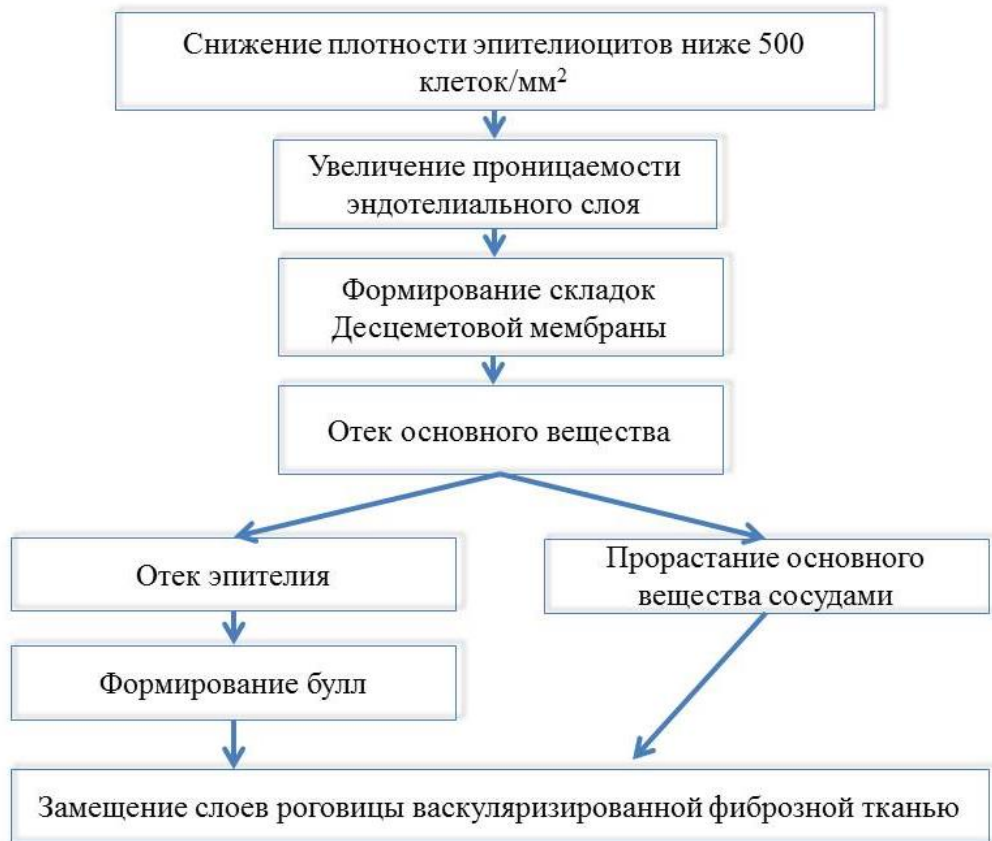 Снижение плотности эпителиоцитов ниже 500
клеток/мм²
Увеличение проницаемости
эндотелиального слоя
Формирование складок
Десцеметовой мембраны
Отек основного вещества
Отек эпителия
Прорастание основного
вещества сосудами
Формирование булл
Замещение слоев роговицы васкуляризированной фиброзной тканью